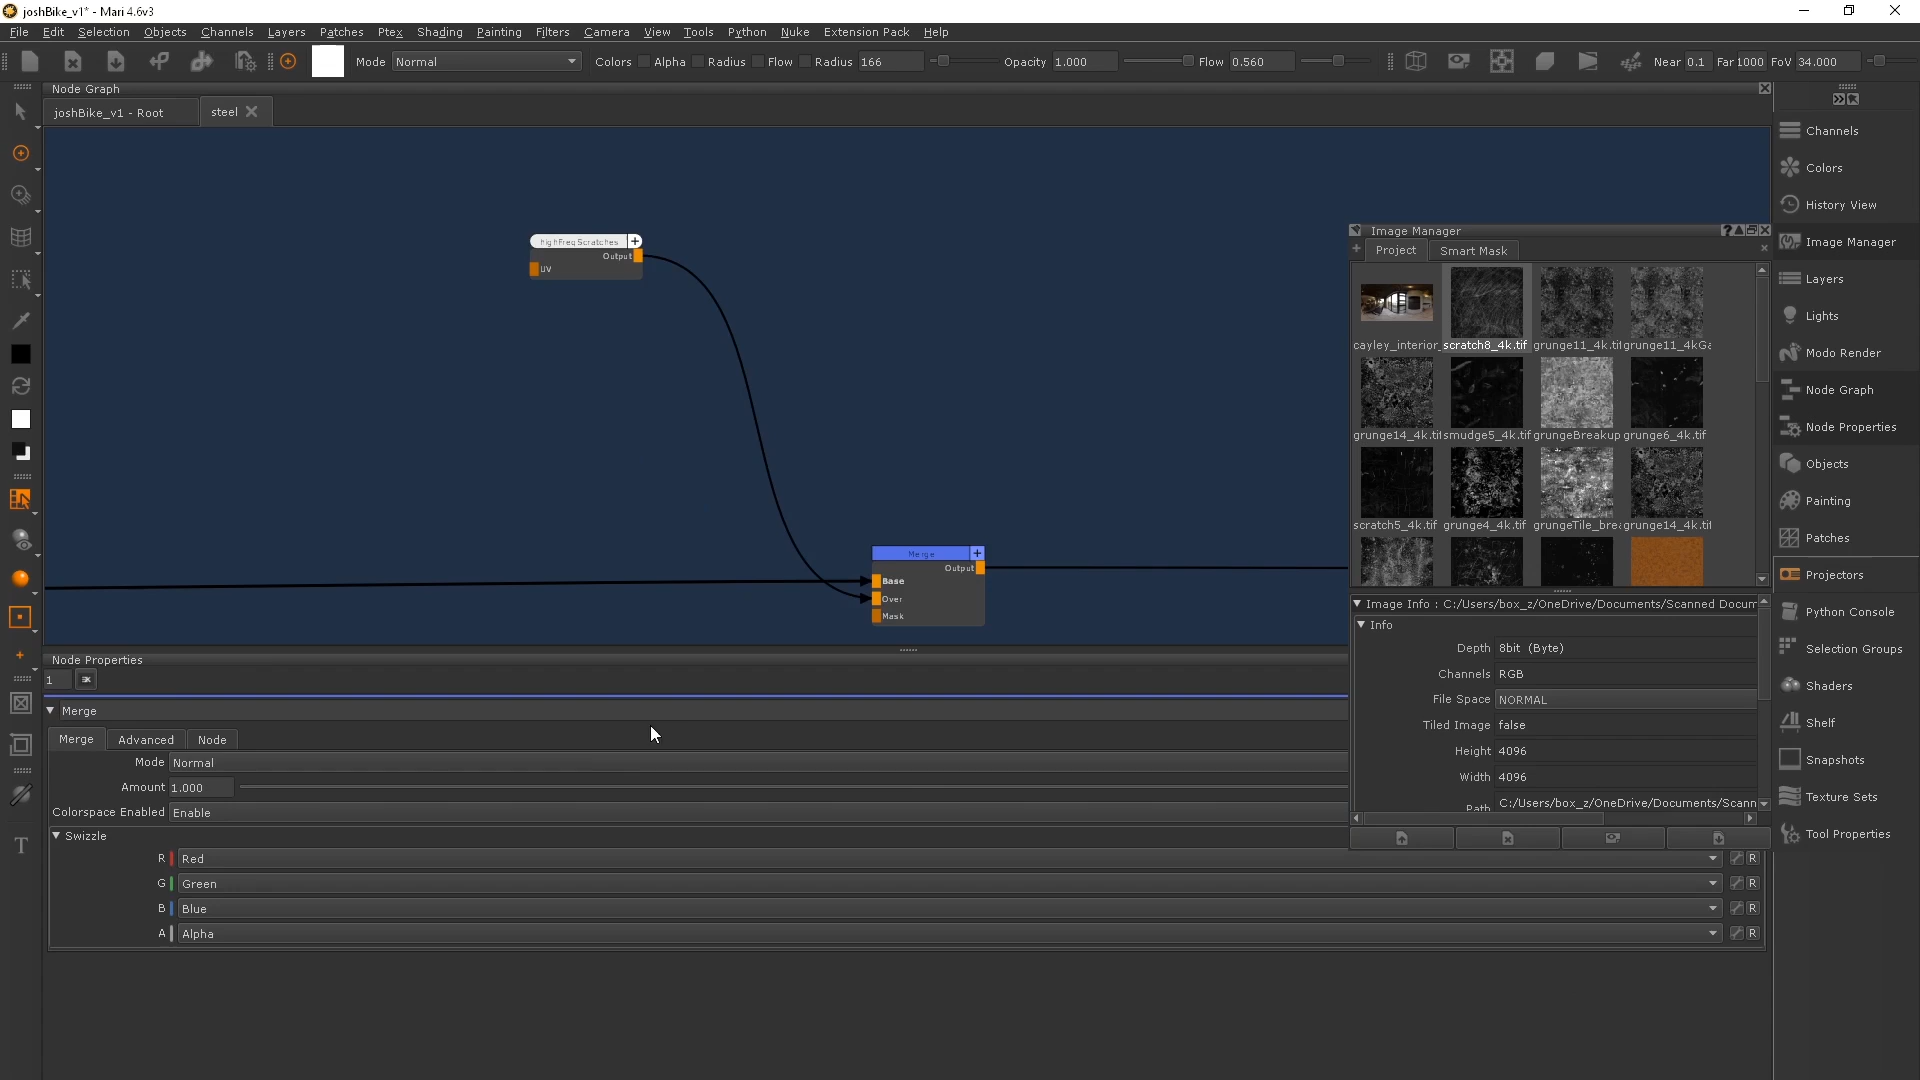 joshBike_v1* - Mari 4.6v3
File Edit Selection Objects Channels Layers Patches Ptex Shading Painting Filters Camera View Tools Python Nuke Extension Pack Help
Mode Normal Colors Alpha Radius Flow Radius 166 Opacity 1.000 Flow 0.560 Near 0.1 Far 1000 FoV 34.000
Node Graph
joshBike_v1 - Root steel
highFreqScratches +
Output
UV
Merge +
Output
Base
Over
Mask
Image Manager
Project Smart Mask
cayley_interior_ scratch8_4k.tif grunge11_4k.tif grunge11_4kGa
grunge14_4k.tif smudge5_4k.tif grungeBreakup grunge6_4k.tif
scratch5_4k.tif grunge4_4k.tif grungeTile_brea grunge14_4k.tif
Image Info : C:/Users/box_z/OneDrive/Documents/Scanned Docum
Info
Depth 8bit (Byte)
Channels RGB
File Space NORMAL
Tiled Image false
Height 4096
Width 4096
Path C:/Users/box_z/OneDrive/Documents/Scann
Node Properties
1
Merge
Merge Advanced Node
Mode Normal
Amount 1.000
Colorspace Enabled Enable
Swizzle
R Red R
G Green R
B Blue R
A Alpha R
Channels
Colors
History View
Image Manager
Layers
Lights
Modo Render
Node Graph
Node Properties
Objects
Painting
Patches
Projectors
Python Console
Selection Groups
Shaders
Shelf
Snapshots
Texture Sets
Tool Properties
T